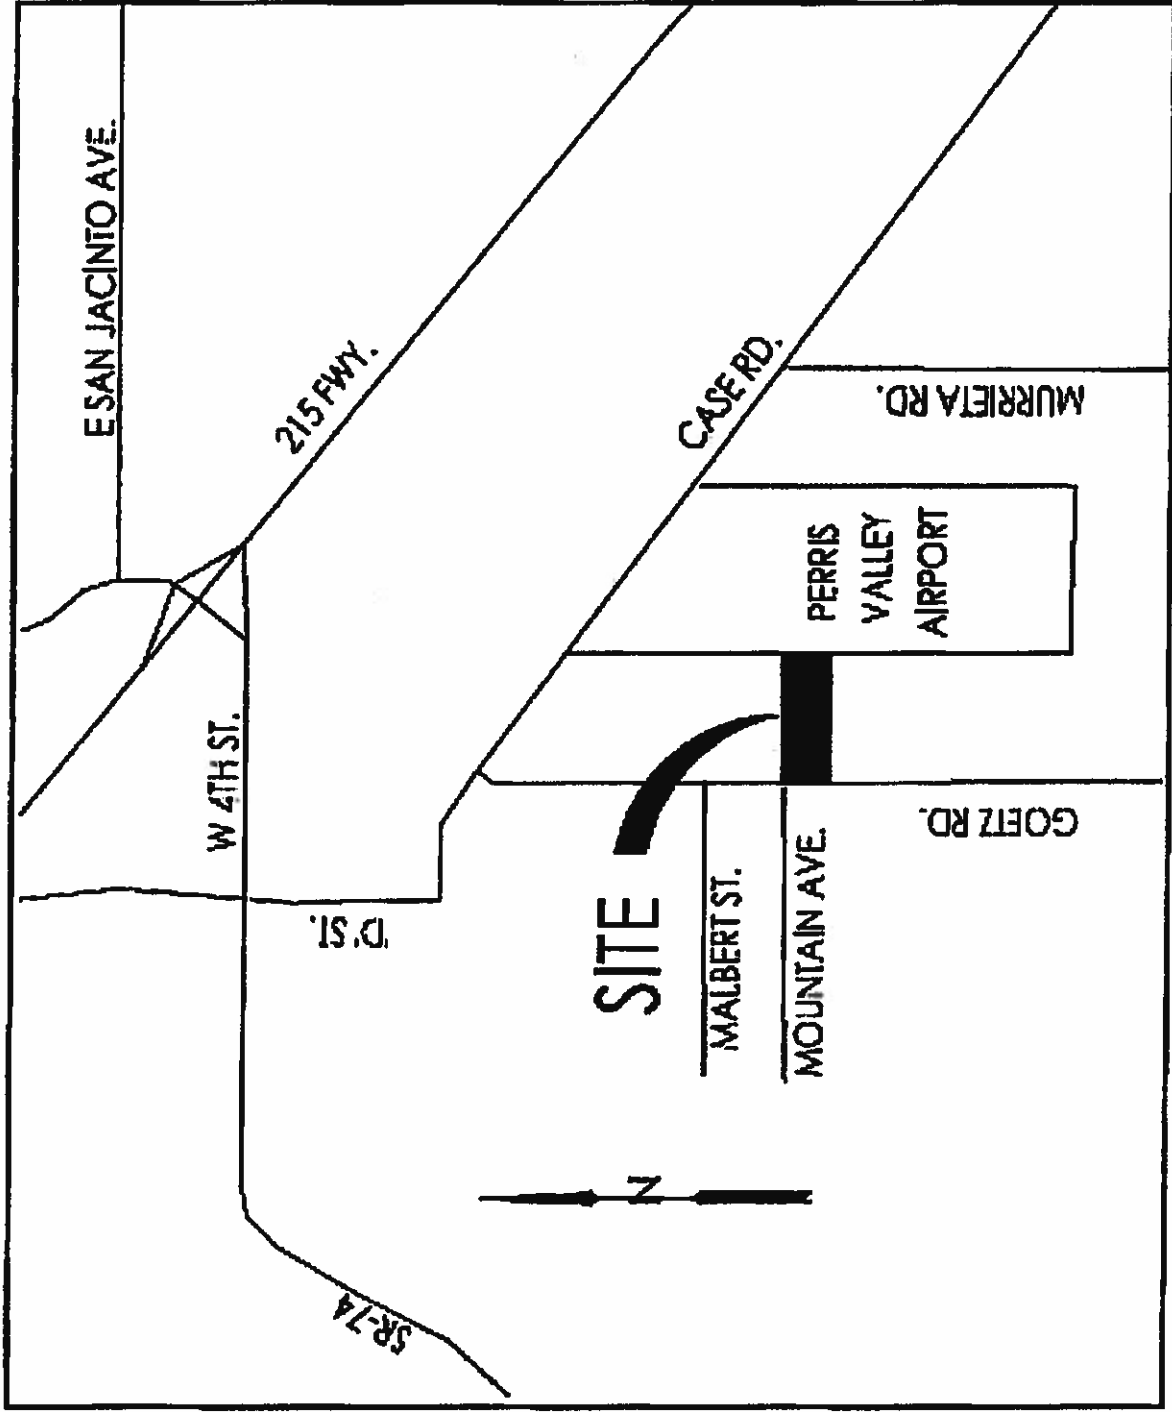 E SAN JACINTO AVE.
215 FWY.
W 4TH ST.
'D' ST.
CASE RD.
MURRIETA RD.
PERRIS
VALLEY
AIRPORT
SITE
MALBERT ST.
MOUNTAIN AVE.
GOETZ RD.
N
SR-74